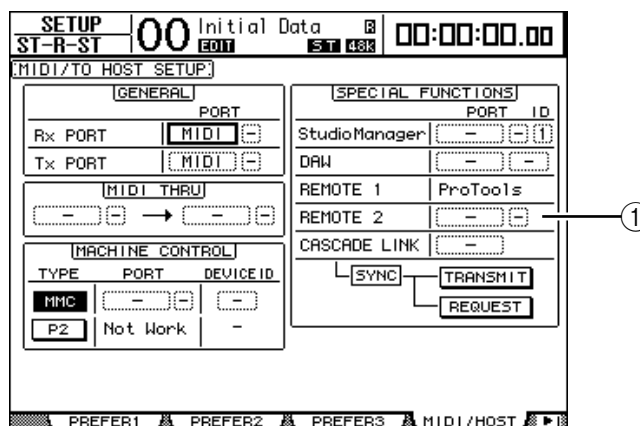 SETUP
ST-R-ST
00
Initial Data
EDIT
ST 48K
00:00:00.00
MIDI/TO HOST SETUP
GENERAL
PORT
Rx PORT MIDI -
Tx PORT MIDI -
MIDI THRU
- - → - -
MACHINE CONTROL
TYPE PORT DEVICE ID
MMC - - -
P2 Not Work -
SPECIAL FUNCTIONS
PORT ID
StudioManager - - 1
DAW - -
REMOTE 1 ProTools
REMOTE 2 - -
CASCADE LINK -
SYNC TRANSMIT
REQUEST
1
PREFER1 PREFER2 PREFER3 MIDI/HOST